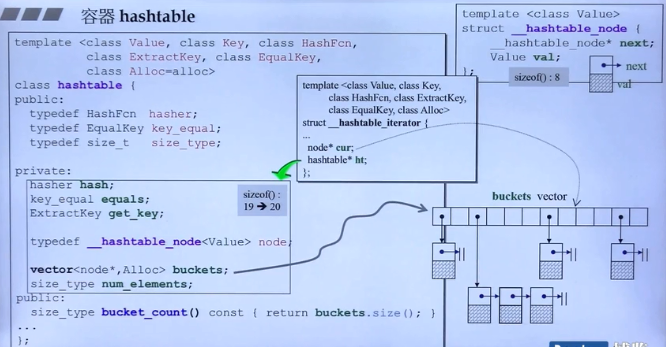 容器 hashtable
template <class Value, class Key, class HashFcn,
class ExtractKey, class EqualKey,
class Alloc=alloc>
class hashtable {
public:
typedef HashFcn hasher;
typedef EqualKey key_equal;
typedef size_t size_type;
private:
hasher hash;
key_equal equals;
ExtractKey get_key;
typedef __hashtable_node<Value> node;
vector<node*,Alloc> buckets;
size_type num_elements;
public:
size_type bucket_count() const { return buckets.size(); }
...
};
sizeof() :
19 ➔ 20
template <class Value, class Key,
class HashFcn, class ExtractKey,
class EqualKey, class Alloc>
struct __hashtable_iterator {
...
node* cur;
hashtable* ht;
};
template <class Value>
struct __hashtable_node {
__hashtable_node* next;
Value val;
};
sizeof() : 8
next
val
buckets vector